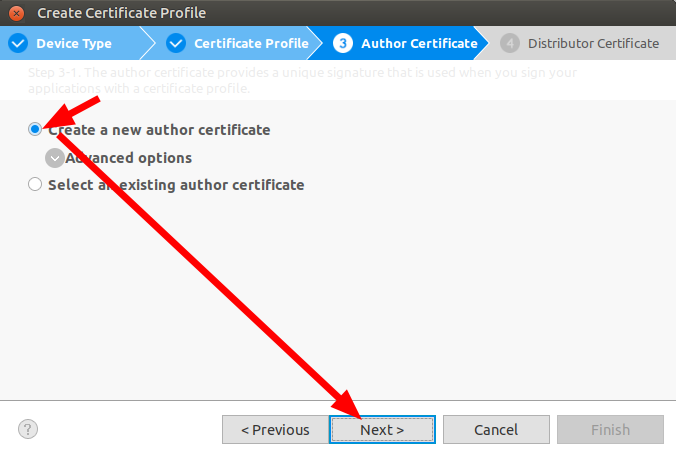 Create Certificate Profile
Device Type
Certificate Profile
3 Author Certificate
4 Distributor Certificate
Step 3-1. The author certificate provides a unique signature that is used when you sign your
applications with a certificate profile.
Create a new author certificate
Advanced options
Select an existing author certificate
?
< Previous
Next >
Cancel
Finish